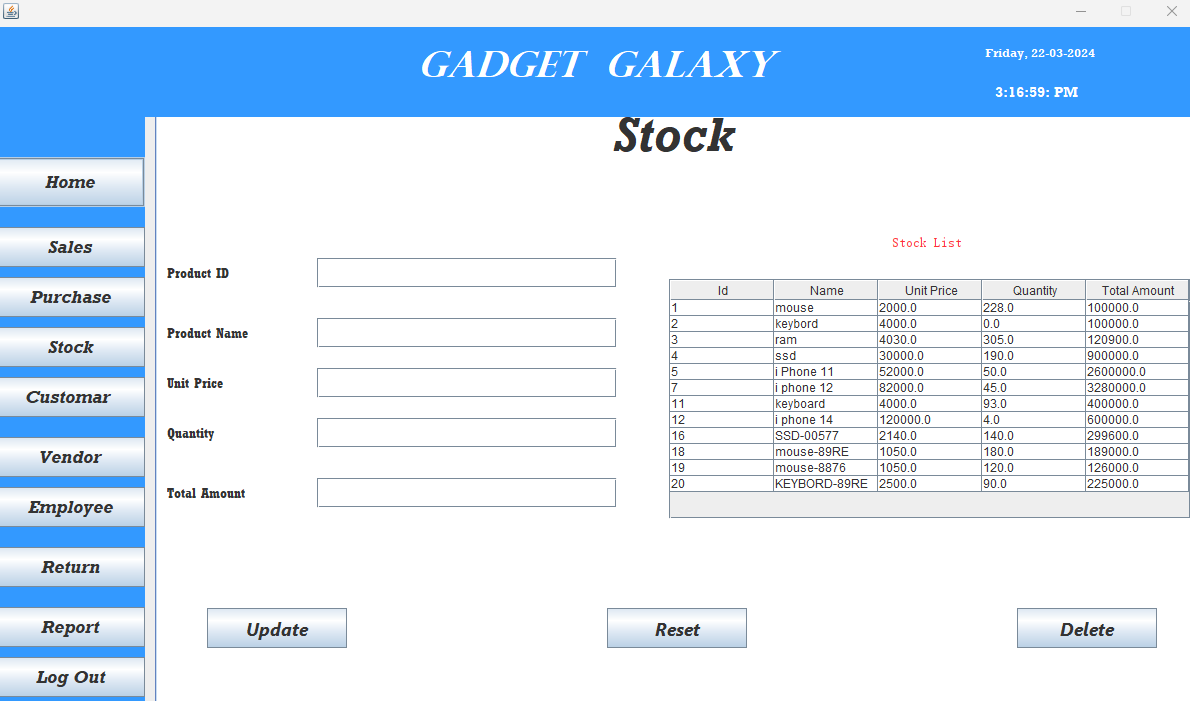 GADGET GALAXY
Friday, 22-03-2024
3:16:59: PM
Stock
Home
Sales
Purchase
Stock
Customar
Vendor
Employee
Return
Report
Log Out
Product ID
Product Name
Unit Price
Quantity
Total Amount
Stock List
Id Name Unit Price Quantity Total Amount
1 mouse 2000.0 228.0 100000.0
2 keybord 4000.0 0.0 100000.0
3 ram 4030.0 305.0 120900.0
4 ssd 30000.0 190.0 900000.0
5 i Phone 11 52000.0 50.0 2600000.0
7 i phone 12 82000.0 45.0 3280000.0
11 keyboard 4000.0 93.0 400000.0
12 i phone 14 120000.0 4.0 600000.0
16 SSD-00577 2140.0 140.0 299600.0
18 mouse-89RE 1050.0 180.0 189000.0
19 mouse-8876 1050.0 120.0 126000.0
20 KEYBORD-89RE 2500.0 90.0 225000.0
Update
Reset
Delete